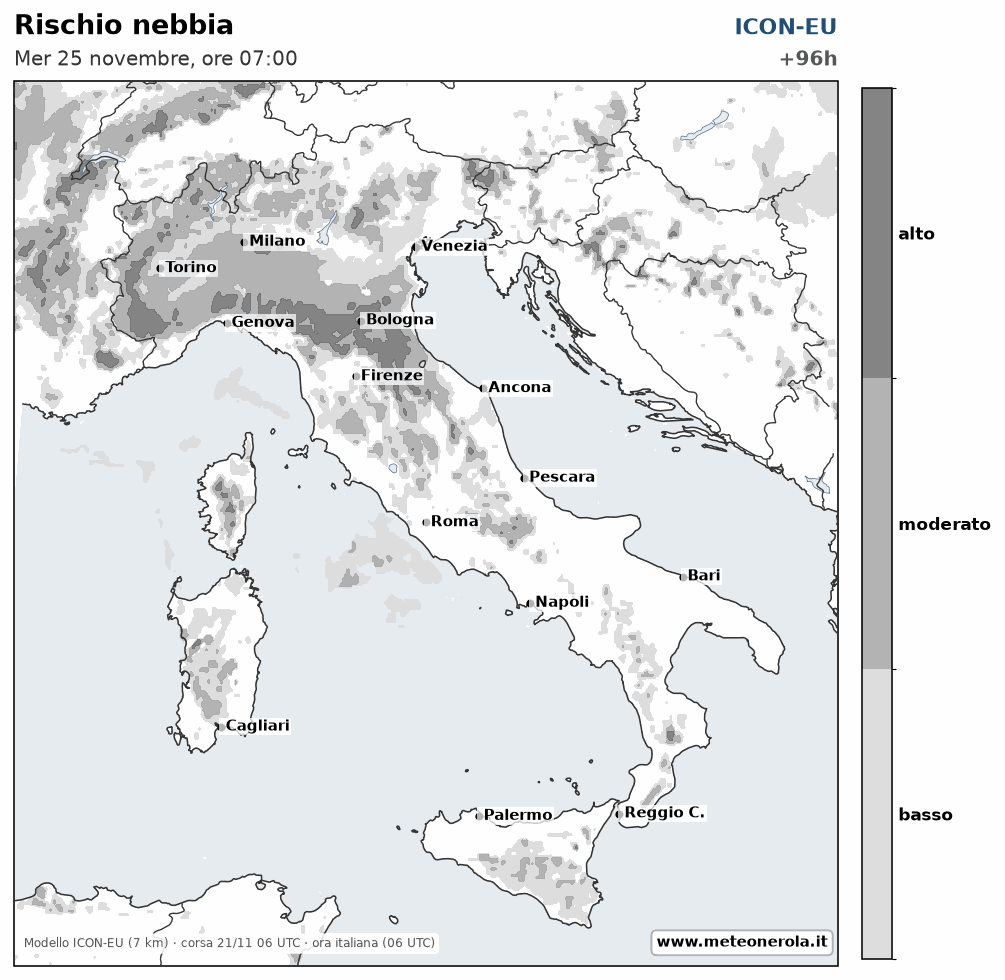 Rischio nebbia
ICON-EU
Mer 25 novembre, ore 07:00
+96h
Milano
Venezia
Torino
Genova
Bologna
Firenze
Ancona
Pescara
Roma
Bari
Napoli
Cagliari
Palermo
Reggio C.
alto
moderato
basso
Modello ICON-EU (7 km) · corsa 21/11 06 UTC · ora italiana (06 UTC)
www.meteonerola.it